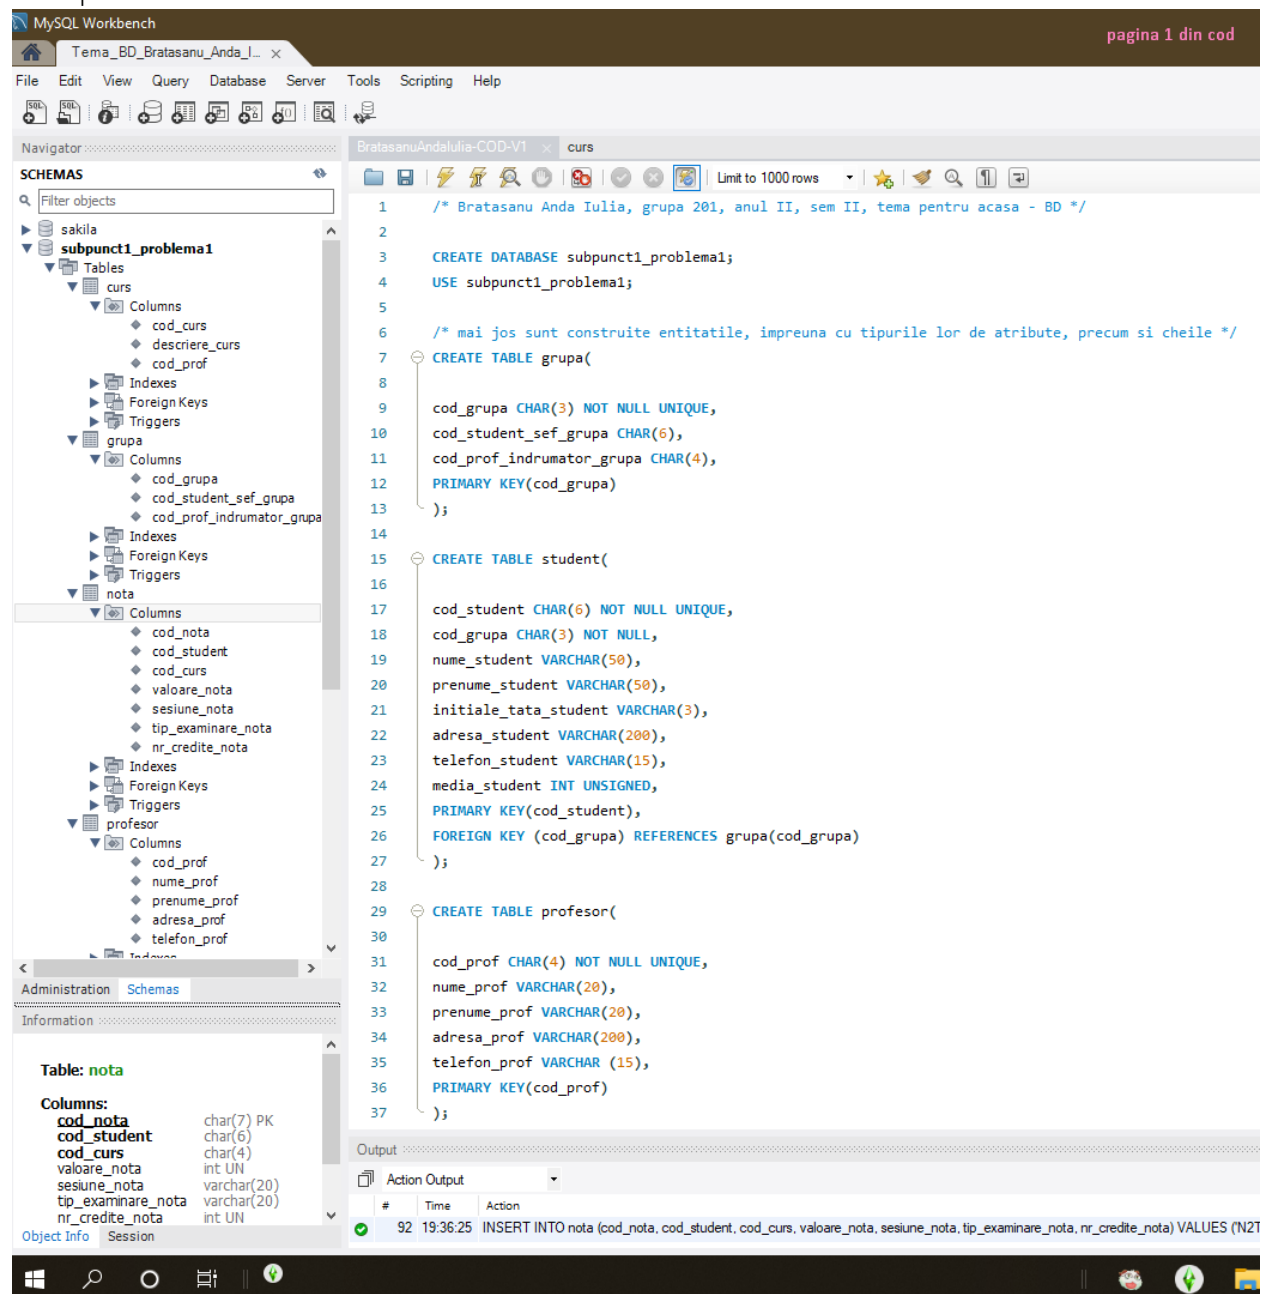 MySQL Workbench
pagina 1 din cod
Tema_BD_Bratasanu_Anda_I... ×
File Edit View Query Database Server Tools Scripting Help
Navigator
BratasanuAndaIulia-COD-V1 × curs
SCHEMAS
Filter objects
Limit to 1000 rows
sakila
subpunct1_problema1
Tables
curs
Columns
cod_curs
descriere_curs
cod_prof
Indexes
Foreign Keys
Triggers
grupa
Columns
cod_grupa
cod_student_sef_grupa
cod_prof_indrumator_grupa
Indexes
Foreign Keys
Triggers
nota
Columns
cod_nota
cod_student
cod_curs
valoare_nota
sesiune_nota
tip_examinare_nota
nr_credite_nota
Indexes
Foreign Keys
Triggers
profesor
Columns
cod_prof
nume_prof
prenume_prof
adresa_prof
telefon_prof
Indexes
Administration Schemas
Information
Table: nota
Columns:
cod_nota char(7) PK
cod_student char(6)
cod_curs char(4)
valoare_nota int UN
sesiune_nota varchar(20)
tip_examinare_nota varchar(20)
nr_credite_nota int UN
Object Info Session
1 /* Bratasanu Anda Iulia, grupa 201, anul II, sem II, tema pentru acasa - BD */
2
3 CREATE DATABASE subpunct1_problema1;
4 USE subpunct1_problema1;
5
6 /* mai jos sunt construite entitatile, impreuna cu tipurile lor de atribute, precum si cheile */
7 CREATE TABLE grupa(
8
9 cod_grupa CHAR(3) NOT NULL UNIQUE,
10 cod_student_sef_grupa CHAR(6),
11 cod_prof_indrumator_grupa CHAR(4),
12 PRIMARY KEY(cod_grupa)
13 );
14
15 CREATE TABLE student(
16
17 cod_student CHAR(6) NOT NULL UNIQUE,
18 cod_grupa CHAR(3) NOT NULL,
19 nume_student VARCHAR(50),
20 prenume_student VARCHAR(50),
21 initiale_tata_student VARCHAR(3),
22 adresa_student VARCHAR(200),
23 telefon_student VARCHAR(15),
24 media_student INT UNSIGNED,
25 PRIMARY KEY(cod_student),
26 FOREIGN KEY (cod_grupa) REFERENCES grupa(cod_grupa)
27 );
28
29 CREATE TABLE profesor(
30
31 cod_prof CHAR(4) NOT NULL UNIQUE,
32 nume_prof VARCHAR(20),
33 prenume_prof VARCHAR(20),
34 adresa_prof VARCHAR(200),
35 telefon_prof VARCHAR (15),
36 PRIMARY KEY(cod_prof)
37 );
Output
Action Output
# Time Action
92 19:36:25 INSERT INTO nota (cod_nota, cod_student, cod_curs, valoare_nota, sesiune_nota, tip_examinare_nota, nr_credite_nota) VALUES ('N2T